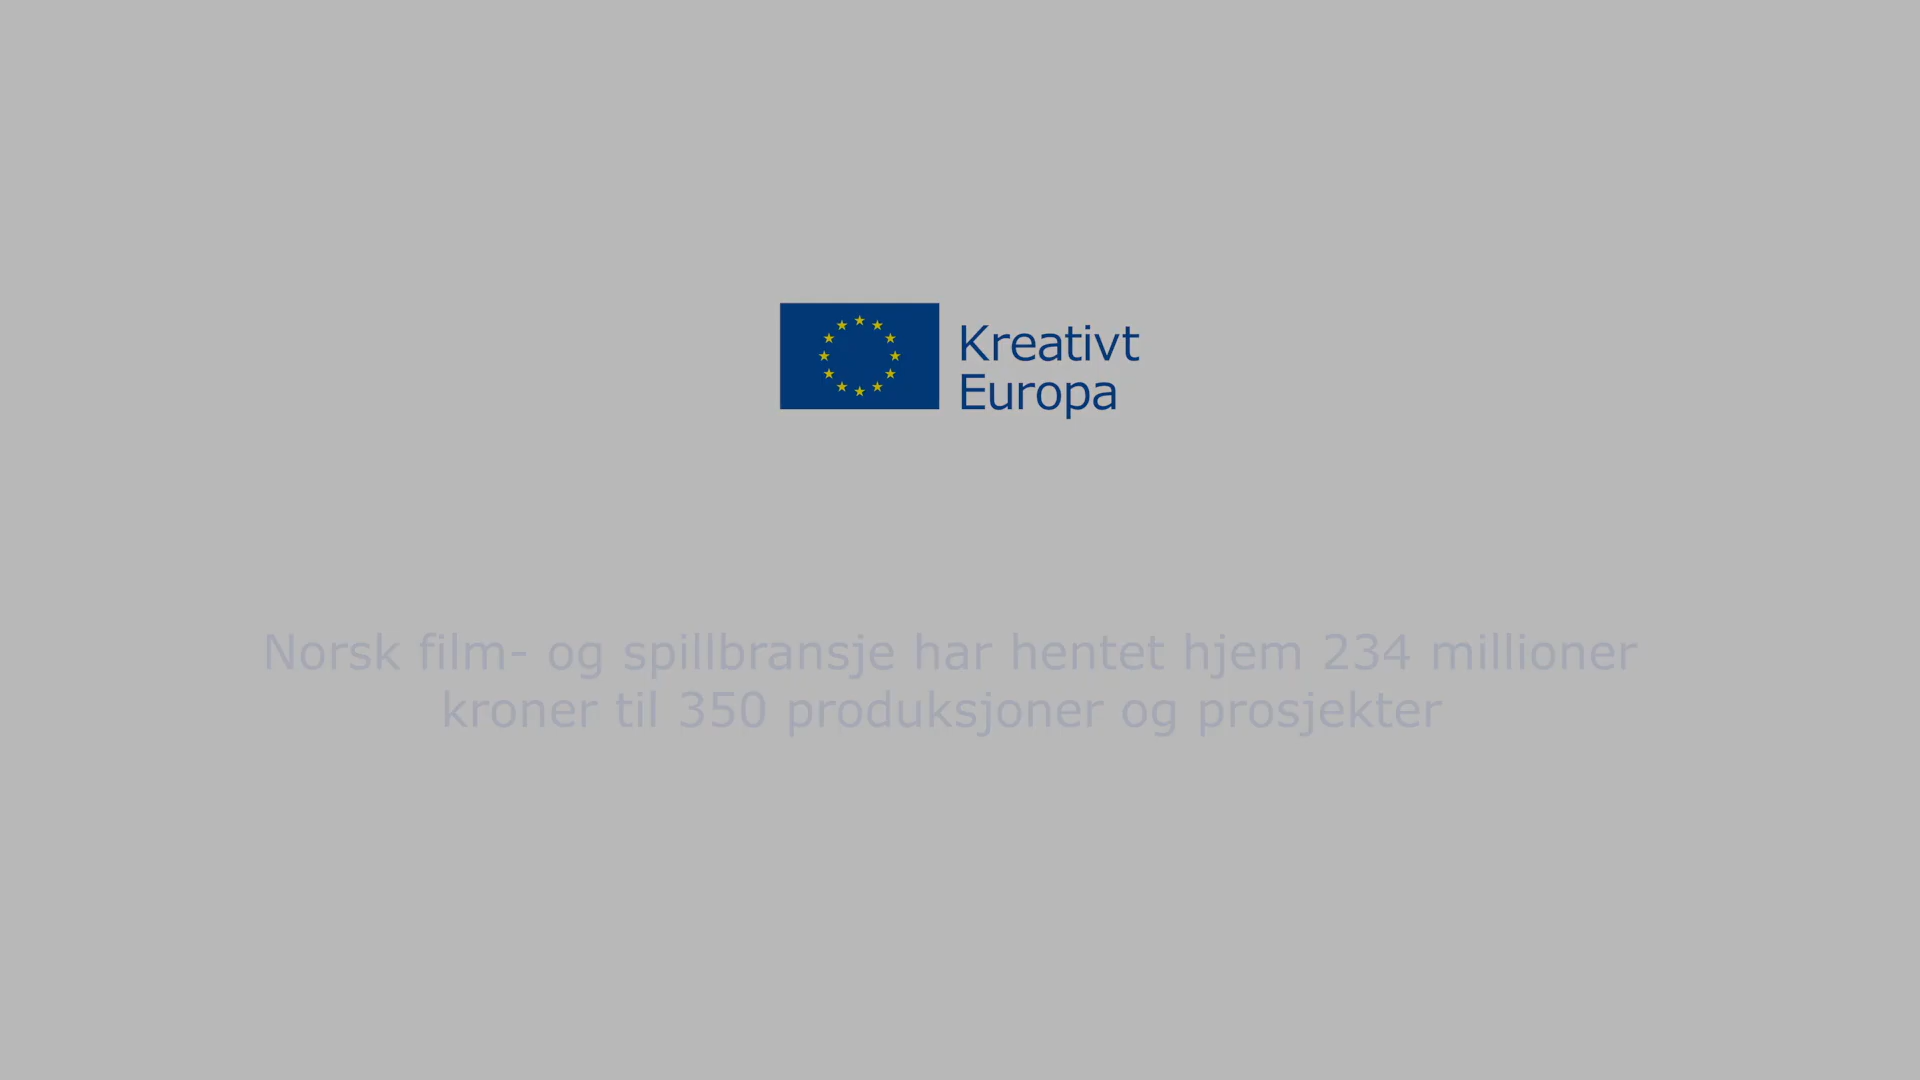 Kreativt
Europa
Norsk film- og spillbransje har hentet hjem 234 millioner
kroner til 350 produksjoner og prosjekter